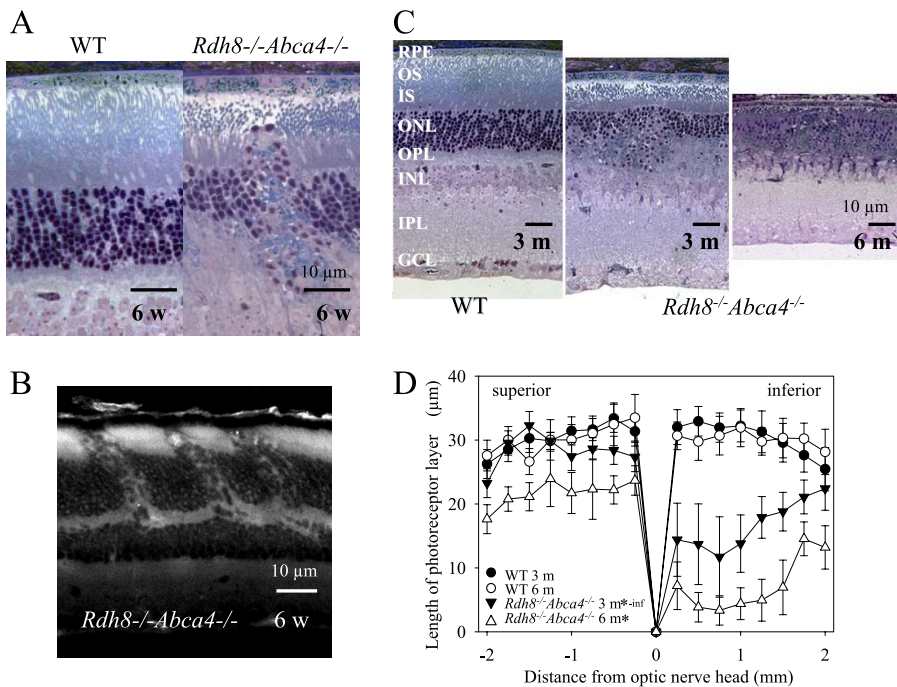 A
WT
Rdh8-/-Abca4-/-
6 w
10 µm
6 w
B
Rdh8-/-Abca4-/-
10 µm
6 w
C
RPE
OS
IS
ONL
OPL
INL
IPL
GCL
3 m
3 m
10 µm
6 m
WT
Rdh8-/-Abca4-/-
D
Length of photoreceptor layer (µm)
40
30
20
10
0
superior
inferior
WT 3 m
WT 6 m
Rdh8-/-Abca4-/- 3 m*-inf
Rdh8-/-Abca4-/- 6 m*
-2
-1
0
1
2
Distance from optic nerve head (mm)